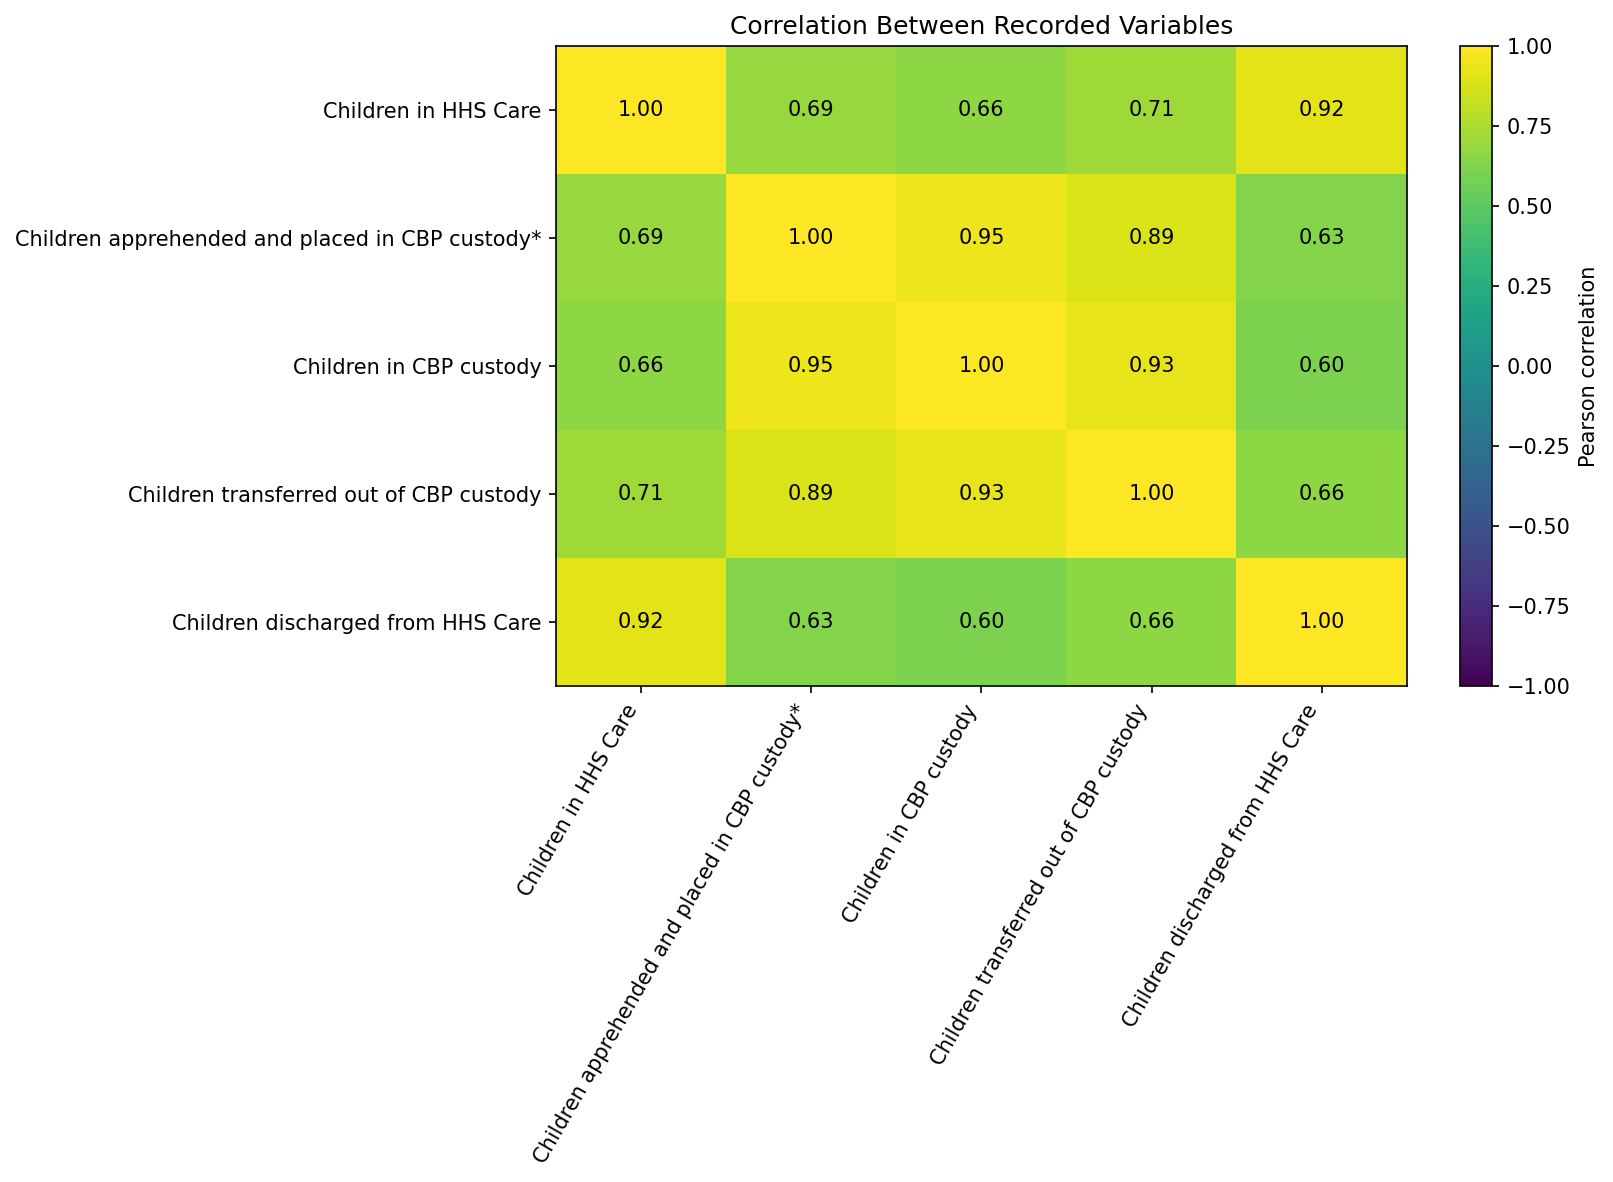 Correlation Between Recorded Variables
Children in HHS Care
1.00 0.69 0.66 0.71 0.92
Children apprehended and placed in CBP custody*
0.69 1.00 0.95 0.89 0.63
Children in CBP custody
0.66 0.95 1.00 0.93 0.60
Children transferred out of CBP custody
0.71 0.89 0.93 1.00 0.66
Children discharged from HHS Care
0.92 0.63 0.60 0.66 1.00
Children in HHS Care
Children apprehended and placed in CBP custody*
Children in CBP custody
Children transferred out of CBP custody
Children discharged from HHS Care
1.00
0.75
0.50
0.25
0.00
−0.25
−0.50
−0.75
−1.00
Pearson correlation